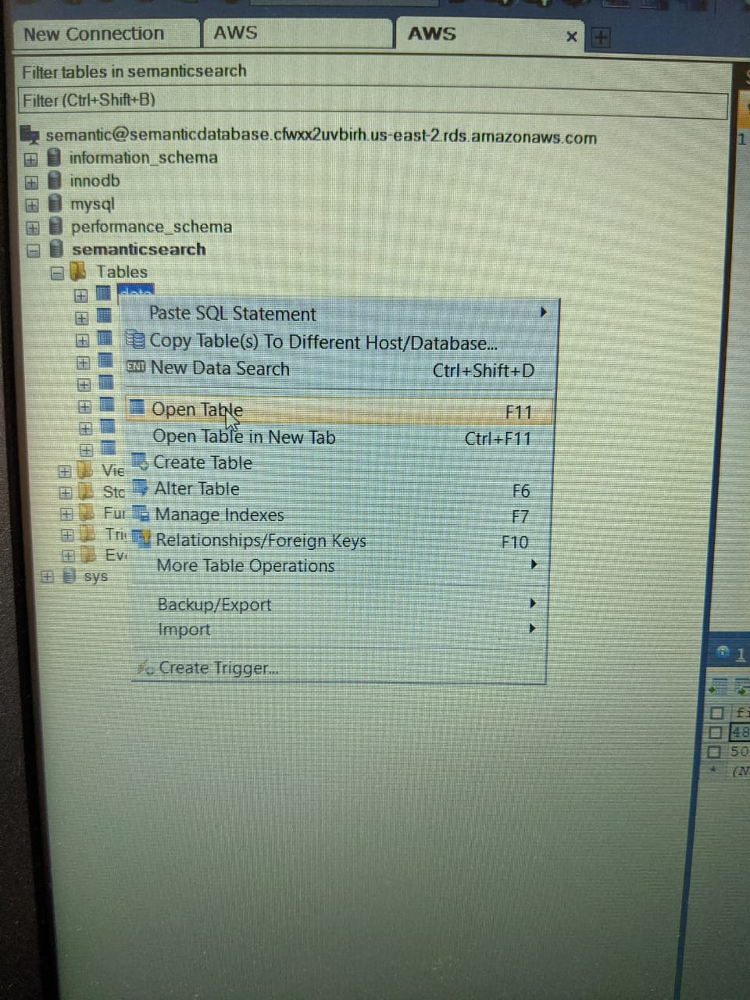 New Connection
AWS
AWS
Filter tables in semanticsearch
Filter (Ctrl+Shift+B)
semantic@semanticdatabase.cfwxx2uvbirh.us-east-2.rds.amazonaws.com
information_schema
innodb
mysql
performance_schema
semanticsearch
Tables
data
Paste SQL Statement
Copy Table(s) To Different Host/Database...
New Data Search Ctrl+Shift+D
Open Table F11
Open Table in New Tab Ctrl+F11
Create Table
Alter Table F6
Manage Indexes F7
Relationships/Foreign Keys F10
More Table Operations
Backup/Export
Import
Create Trigger...
Vie
Sto
Fun
Tri
Eve
sys
1
1
fi
48
50
* (N